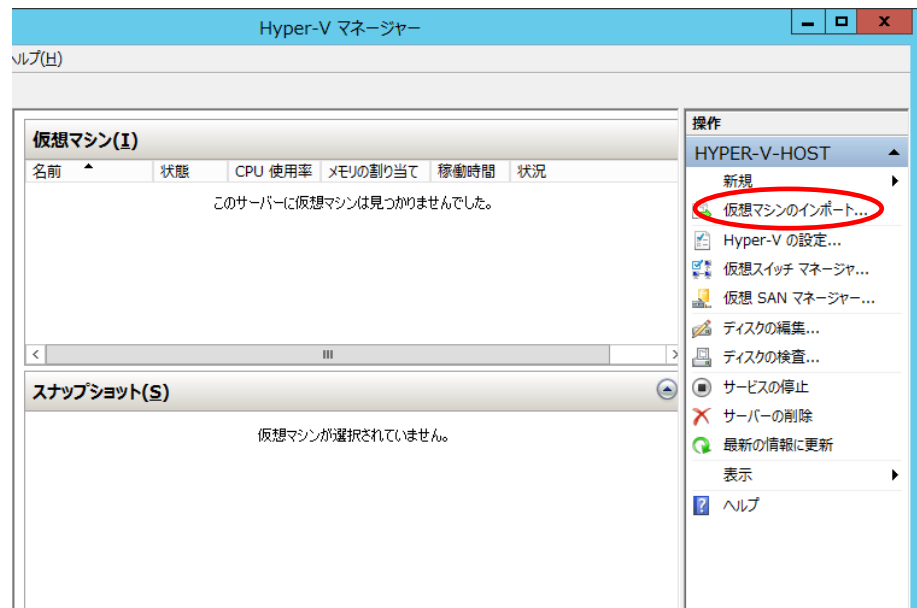 Hyper-V マネージャー
ヘルプ(H)
仮想マシン(I)
名前 状態 CPU 使用率 メモリの割り当て 稼働時間 状況
このサーバーに仮想マシンは見つかりませんでした。
スナップショット(S)
仮想マシンが選択されていません。
操作
HYPER-V-HOST
新規
仮想マシンのインポート...
Hyper-V の設定...
仮想スイッチ マネージャ...
仮想 SAN マネージャー...
ディスクの編集...
ディスクの検査...
サービスの停止
サーバーの削除
最新の情報に更新
表示
ヘルプ